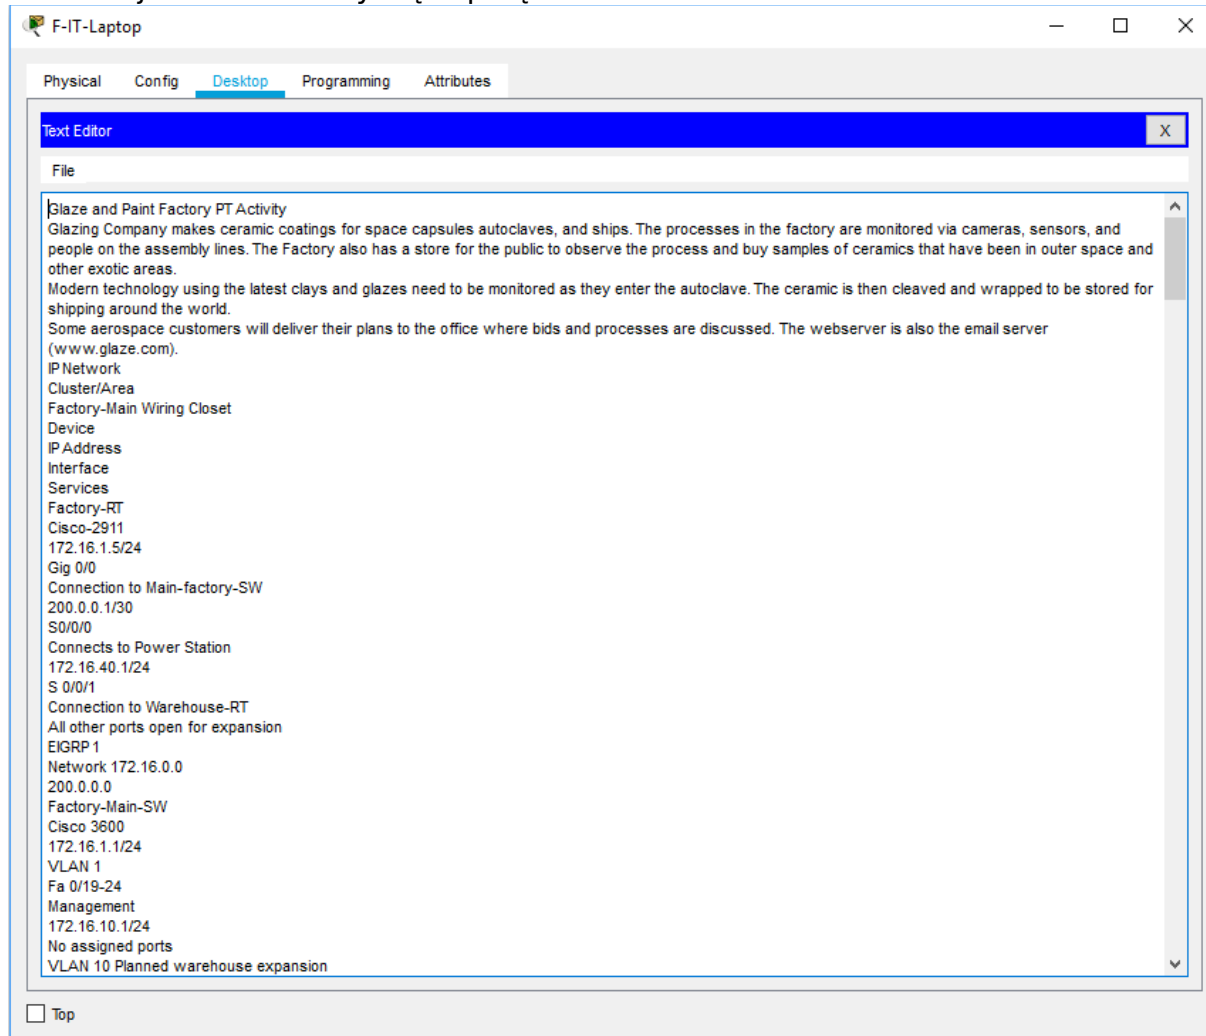 F-IT-Laptop
Physical Config Desktop Programming Attributes
Text Editor X
File
Glaze and Paint Factory PT Activity
Glazing Company makes ceramic coatings for space capsules autoclaves, and ships. The processes in the factory are monitored via cameras, sensors, and
people on the assembly lines. The Factory also has a store for the public to observe the process and buy samples of ceramics that have been in outer space and
other exotic areas.
Modern technology using the latest clays and glazes need to be monitored as they enter the autoclave. The ceramic is then cleaved and wrapped to be stored for
shipping around the world.
Some aerospace customers will deliver their plans to the office where bids and processes are discussed. The webserver is also the email server
(www.glaze.com).
IP Network
Cluster/Area
Factory-Main Wiring Closet
Device
IP Address
Interface
Services
Factory-RT
Cisco-2911
172.16.1.5/24
Gig 0/0
Connection to Main-factory-SW
200.0.0.1/30
S0/0/0
Connects to Power Station
172.16.40.1/24
S 0/0/1
Connection to Warehouse-RT
All other ports open for expansion
EIGRP 1
Network 172.16.0.0
200.0.0.0
Factory-Main-SW
Cisco 3600
172.16.1.1/24
VLAN 1
Fa 0/19-24
Management
172.16.10.1/24
No assigned ports
VLAN 10 Planned warehouse expansion
Top